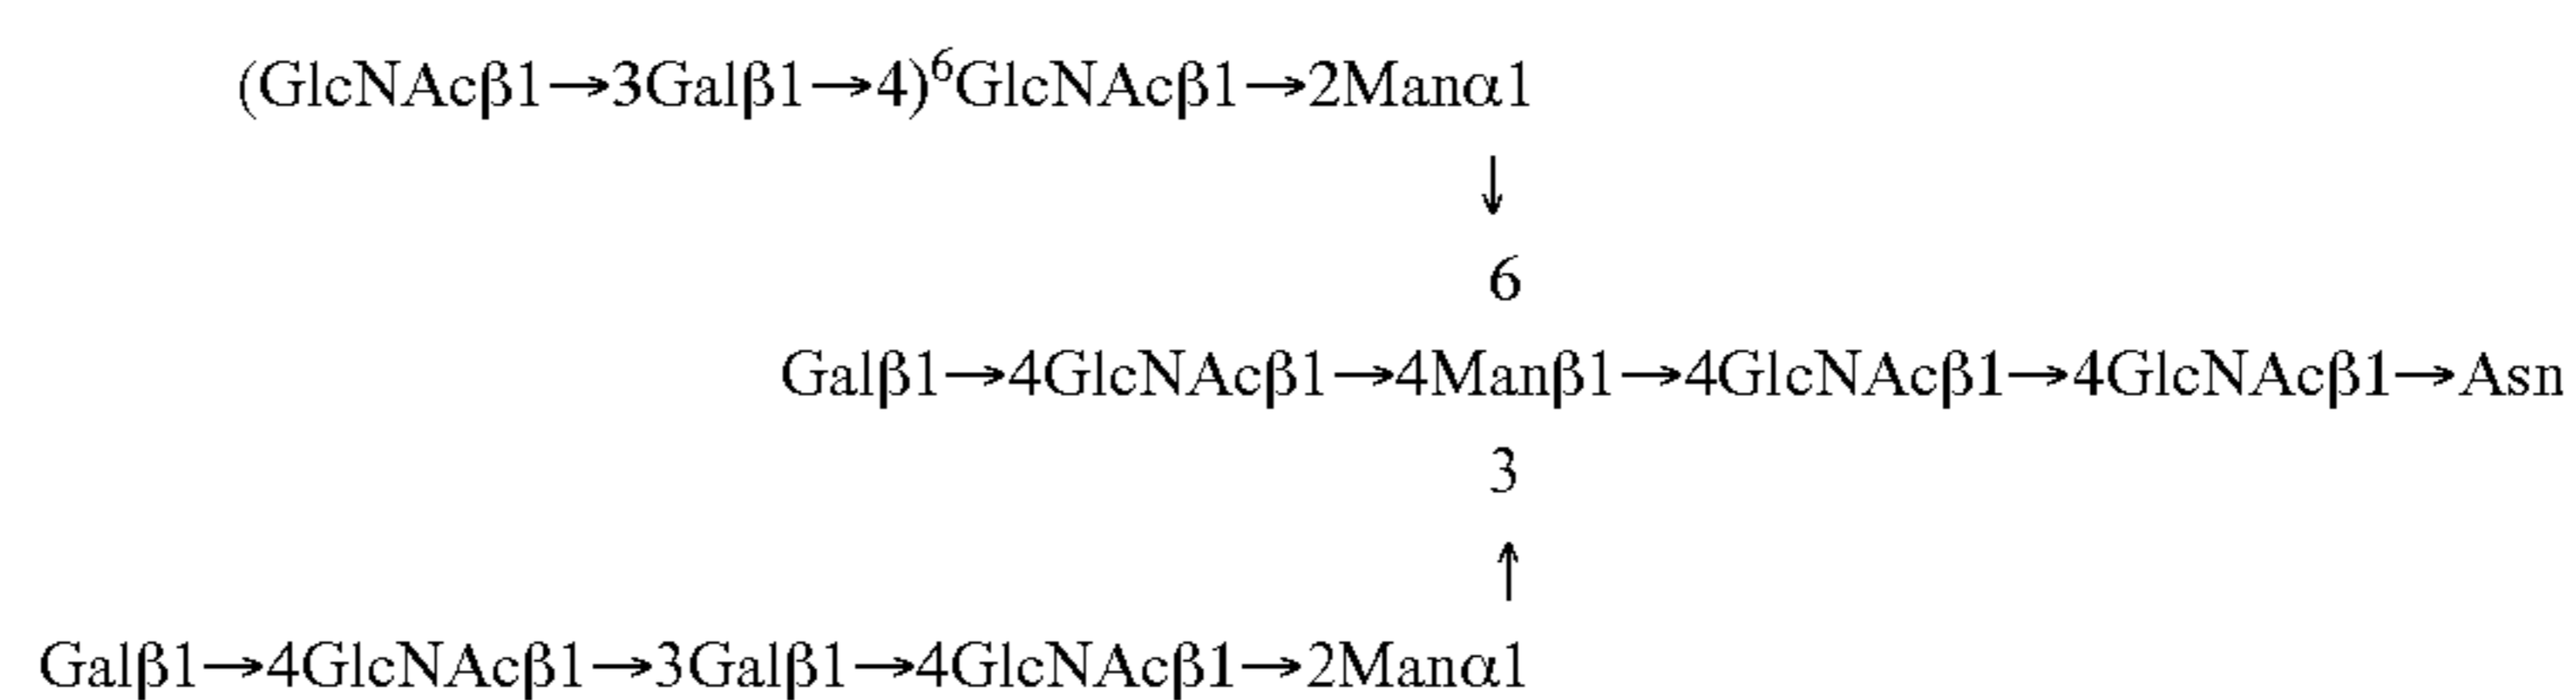 (GlcNAcβ1→3Galβ1→4)⁶GlcNAcβ1→2Manα1
↓
6
Galβ1→4GlcNAcβ1→4Manβ1→4GlcNAcβ1→4GlcNAcβ1→Asn
3
↑
Galβ1→4GlcNAcβ1→3Galβ1→4GlcNAcβ1→2Manα1